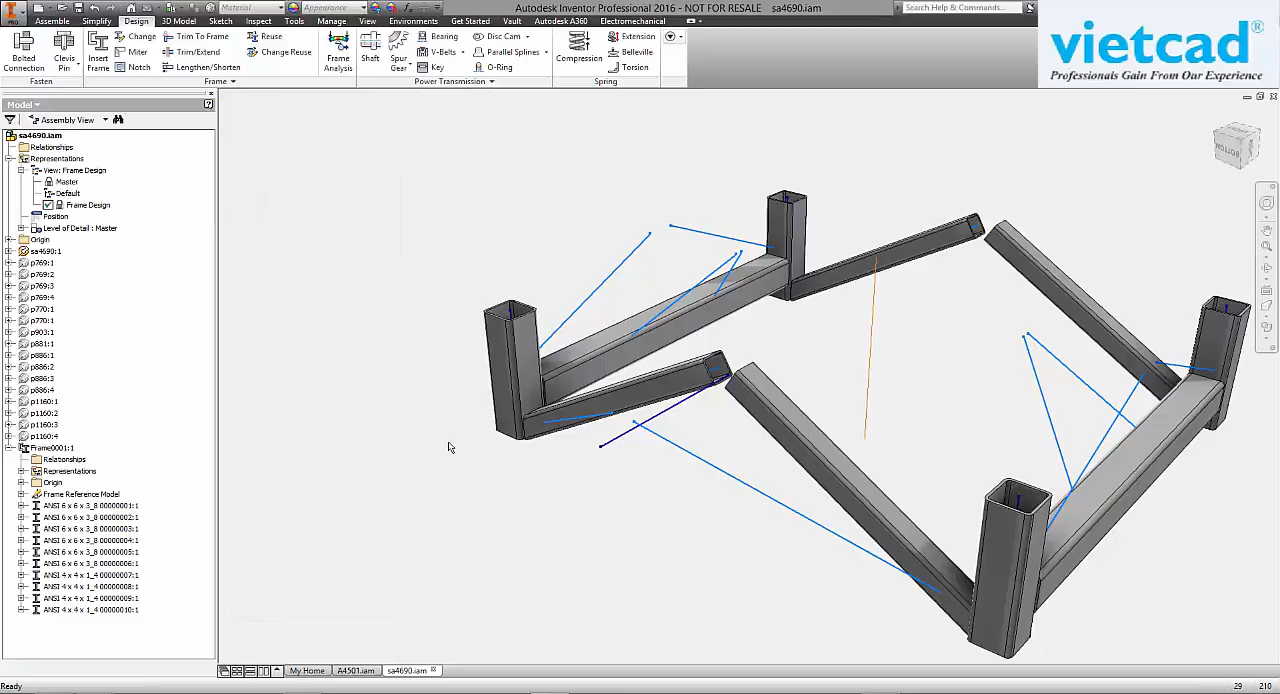 Autodesk Inventor Professional 2016 - NOT FOR RESALE sa4690.iam
Material
Appearance
Search Help & Commands...
PRO
Assemble Simplify Design 3D Model Sketch Inspect Tools Manage View Environments Get Started Vault Autodesk A360 Electromechanical
Bolted Connection
Clevis Pin
Insert Frame
Change
Miter
Notch
Trim To Frame
Trim/Extend
Lengthen/Shorten
Reuse
Change Reuse
Frame Analysis
Shaft
Spur Gear
Bearing
V-Belts
Key
Disc Cam
Parallel Splines
O-Ring
Compression
Extension
Belleville
Torsion
Fasten
Frame
Power Transmission
Spring
vietcad®
Professionals Gain From Our Experience
Model
Assembly View
sa4690.iam
Relationships
Representations
View: Frame Design
Master
Default
Frame Design
Position
Level of Detail : Master
Origin
sa4690:1
p769:1
p769:2
p769:3
p769:4
p770:1
p770:1
p903:1
p881:1
p886:1
p886:2
p886:3
p886:4
p1160:1
p1160:2
p1160:3
p1160:4
Frame0001:1
Relationships
Representations
Origin
Frame Reference Model
ANSI 6 x 6 x 3_8 00000001:1
ANSI 6 x 6 x 3_8 00000002:1
ANSI 6 x 6 x 3_8 00000003:1
ANSI 6 x 6 x 3_8 00000004:1
ANSI 6 x 6 x 3_8 00000005:1
ANSI 6 x 6 x 3_8 00000006:1
ANSI 4 x 4 x 1_4 00000007:1
ANSI 4 x 4 x 1_4 00000008:1
ANSI 4 x 4 x 1_4 00000009:1
ANSI 4 x 4 x 1_4 00000010:1
BOTTOM
My Home A4501.iam sa4690.iam
Ready
29 210